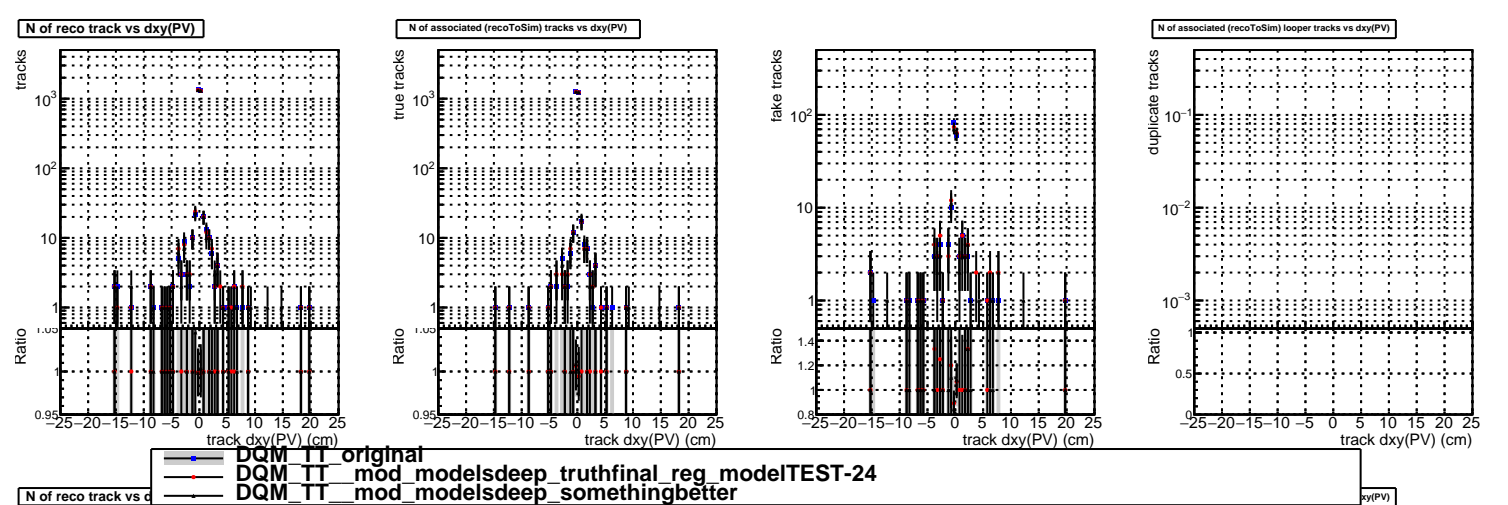 N of reco track vs dxy(PV)
N of associated (recoToSim) tracks vs dxy(PV)
N of associated (recoToSim) looper tracks vs dxy(PV)
tracks
10³
10²
10
1
Ratio
1.05
1
0.95
−25−20−15−10 −5 0 5 10 15 20 25
track dxy(PV) (cm)
true tracks
10³
10²
10
1
Ratio
1.05
1
0.95
−25−20−15−10 −5 0 5 10 15 20 25
track dxy(PV) (cm)
fake tracks
10²
10
1
Ratio
1.4
1.2
1
0.8
−25−20−15−10 −5 0 5 10 15 20 25
track dxy(PV) (cm)
duplicate tracks
10⁻¹
10⁻²
10⁻³
Ratio
1
0.5
0
−25−20−15−10 −5 0 5 10 15 20 25
track dxy(PV) (cm)
DQM_TT_original
DQM_TT__mod_modelsdeep_truthfinal_reg_modelTEST-24
DQM_TT__mod_modelsdeep_somethingbetter
N of reco track vs d
xy(PV)